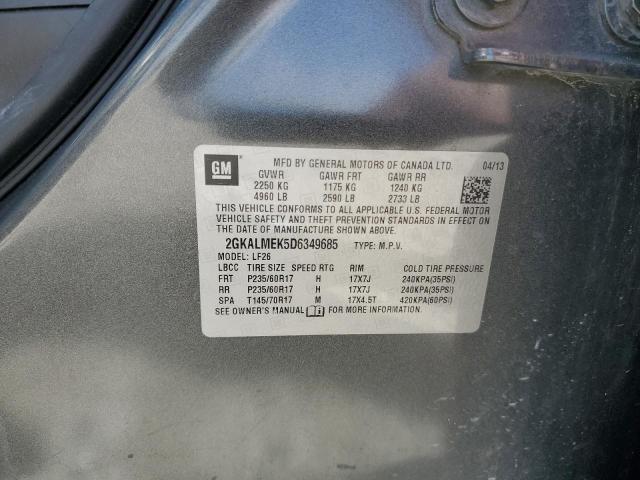 GM
MFD BY GENERAL MOTORS OF CANADA LTD. 04/13
GVWR GAWR FRT GAWR RR
2250 KG 1175 KG 1240 KG
4960 LB 2590 LB 2733 LB
THIS VEHICLE CONFORMS TO ALL APPLICABLE U.S. FEDERAL MOTOR
VEHICLE SAFETY AND THEFT PREVENTION STANDARDS IN EFFECT ON
THE DATE OF MANUFACTURE SHOWN ABOVE.
2GKALMEK5D6349685 TYPE: M.P.V.
MODEL: LF26
LBCC TIRE SIZE SPEED RTG RIM COLD TIRE PRESSURE
FRT P235/60R17 H 17X7J 240KPA(35PSI)
RR P235/60R17 H 17X7J 240KPA(35PSI)
SPA T145/70R17 M 17X4.5T 420KPA(60PSI)
SEE OWNER'S MANUAL FOR MORE INFORMATION.